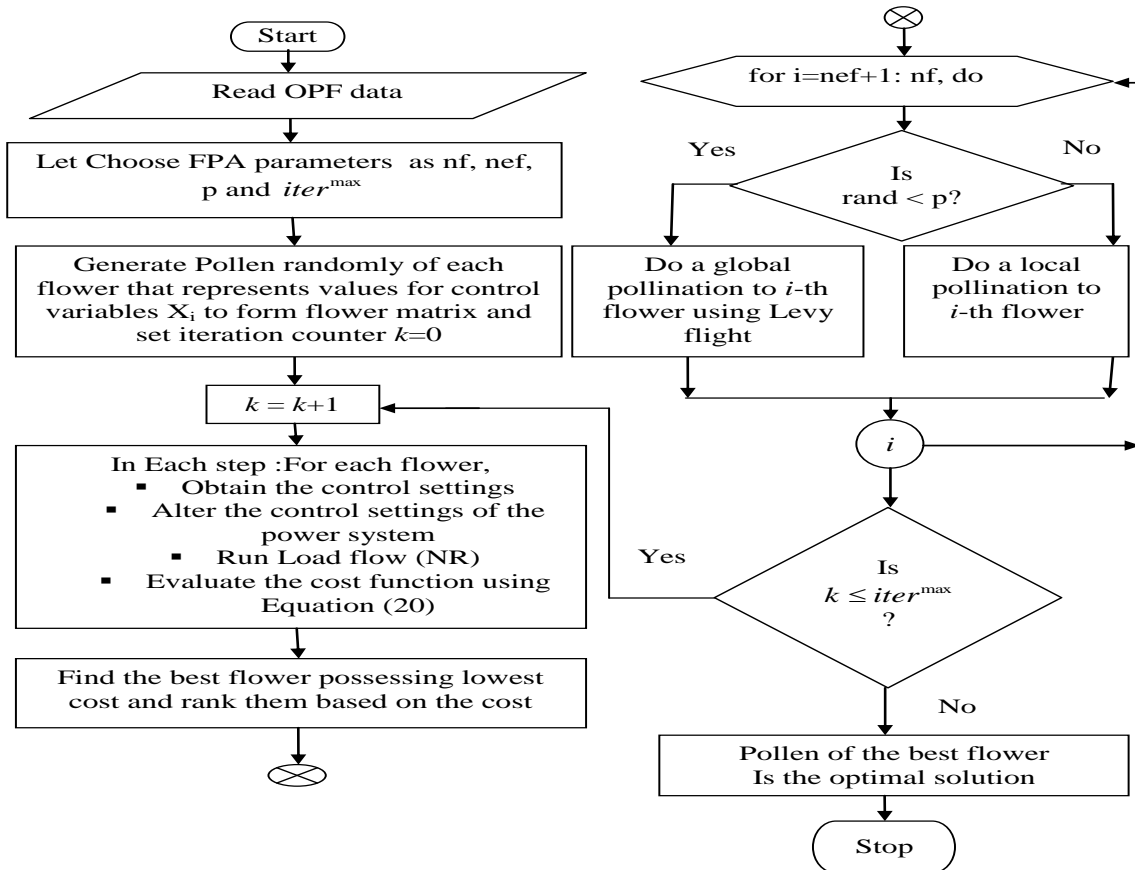 Start
Read OPF data
Let Choose FPA parameters as nf, nef,
p and iter^max
Generate Pollen randomly of each
flower that represents values for control
variables X_i to form flower matrix and
set iteration counter k=0
k = k+1
In Each step :For each flower,
▪ Obtain the control settings
▪ Alter the control settings of the
power system
▪ Run Load flow (NR)
▪ Evaluate the cost function using
Equation (20)
Find the best flower possessing lowest
cost and rank them based on the cost
for i=nef+1: nf, do
Yes
No
Is
rand < p?
Do a global
pollination to i-th
flower using Levy
flight
Do a local
pollination to
i-th flower
i
Yes
Is
k ≤ iter^max
?
No
Pollen of the best flower
Is the optimal solution
Stop